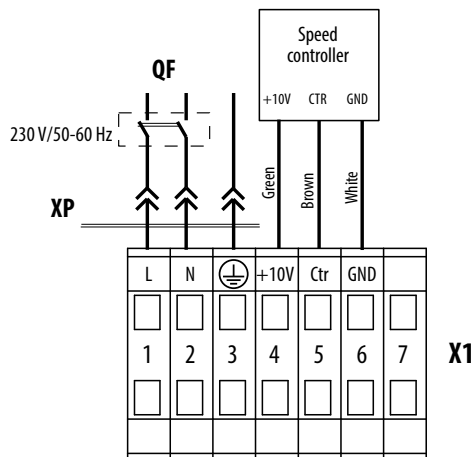 Speed
controller
QF
+10V CTR GND
230 V/50-60 Hz
Green
Brown
White
XP
L N +10V Ctr GND
1 2 3 4 5 6 7
X1